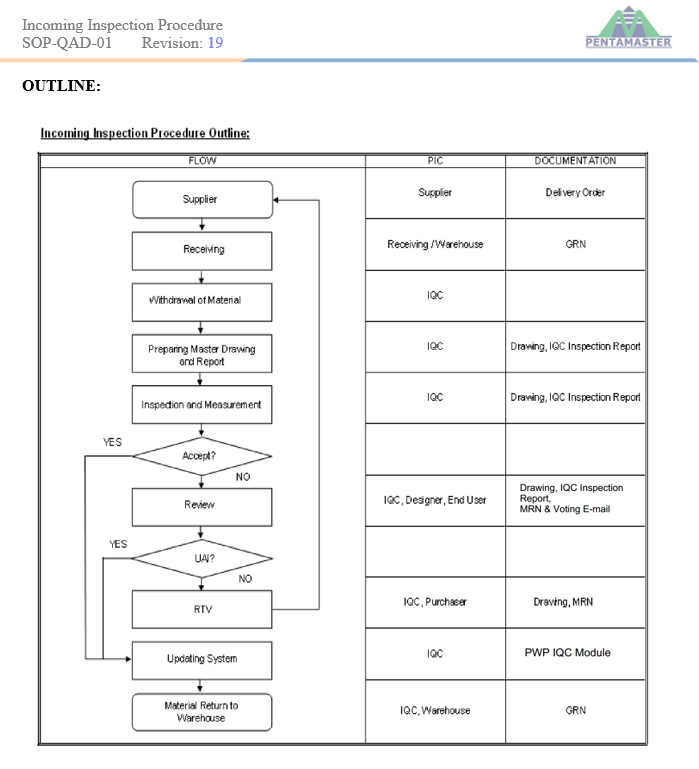 Incoming Inspection Procedure
SOP-QAD-01 Revision: 19
PENTAMASTER
OUTLINE:
Incoming Inspection Procedure Outline:
FLOW PIC DOCUMENTATION
Supplier Supplier Delivery Order
Receiving Receiving /Warehouse GRN
Withdrawal of Material IQC
Preparing Master Drawing
and Report
IQC Drawing, IQC Inspection Report
Inspection and Measurement IQC Drawing, IQC Inspection Report
YES
Accept?
NO
Review IQC, Designer, End User
Drawing, IQC Inspection
Report,
MRN & Voting E-mail
YES
UAI?
NO
RTV IQC, Purchaser Drawing, MRN
Updating System IQC PWP IQC Module
Material Return to
Warehouse
IQC, Warehouse GRN